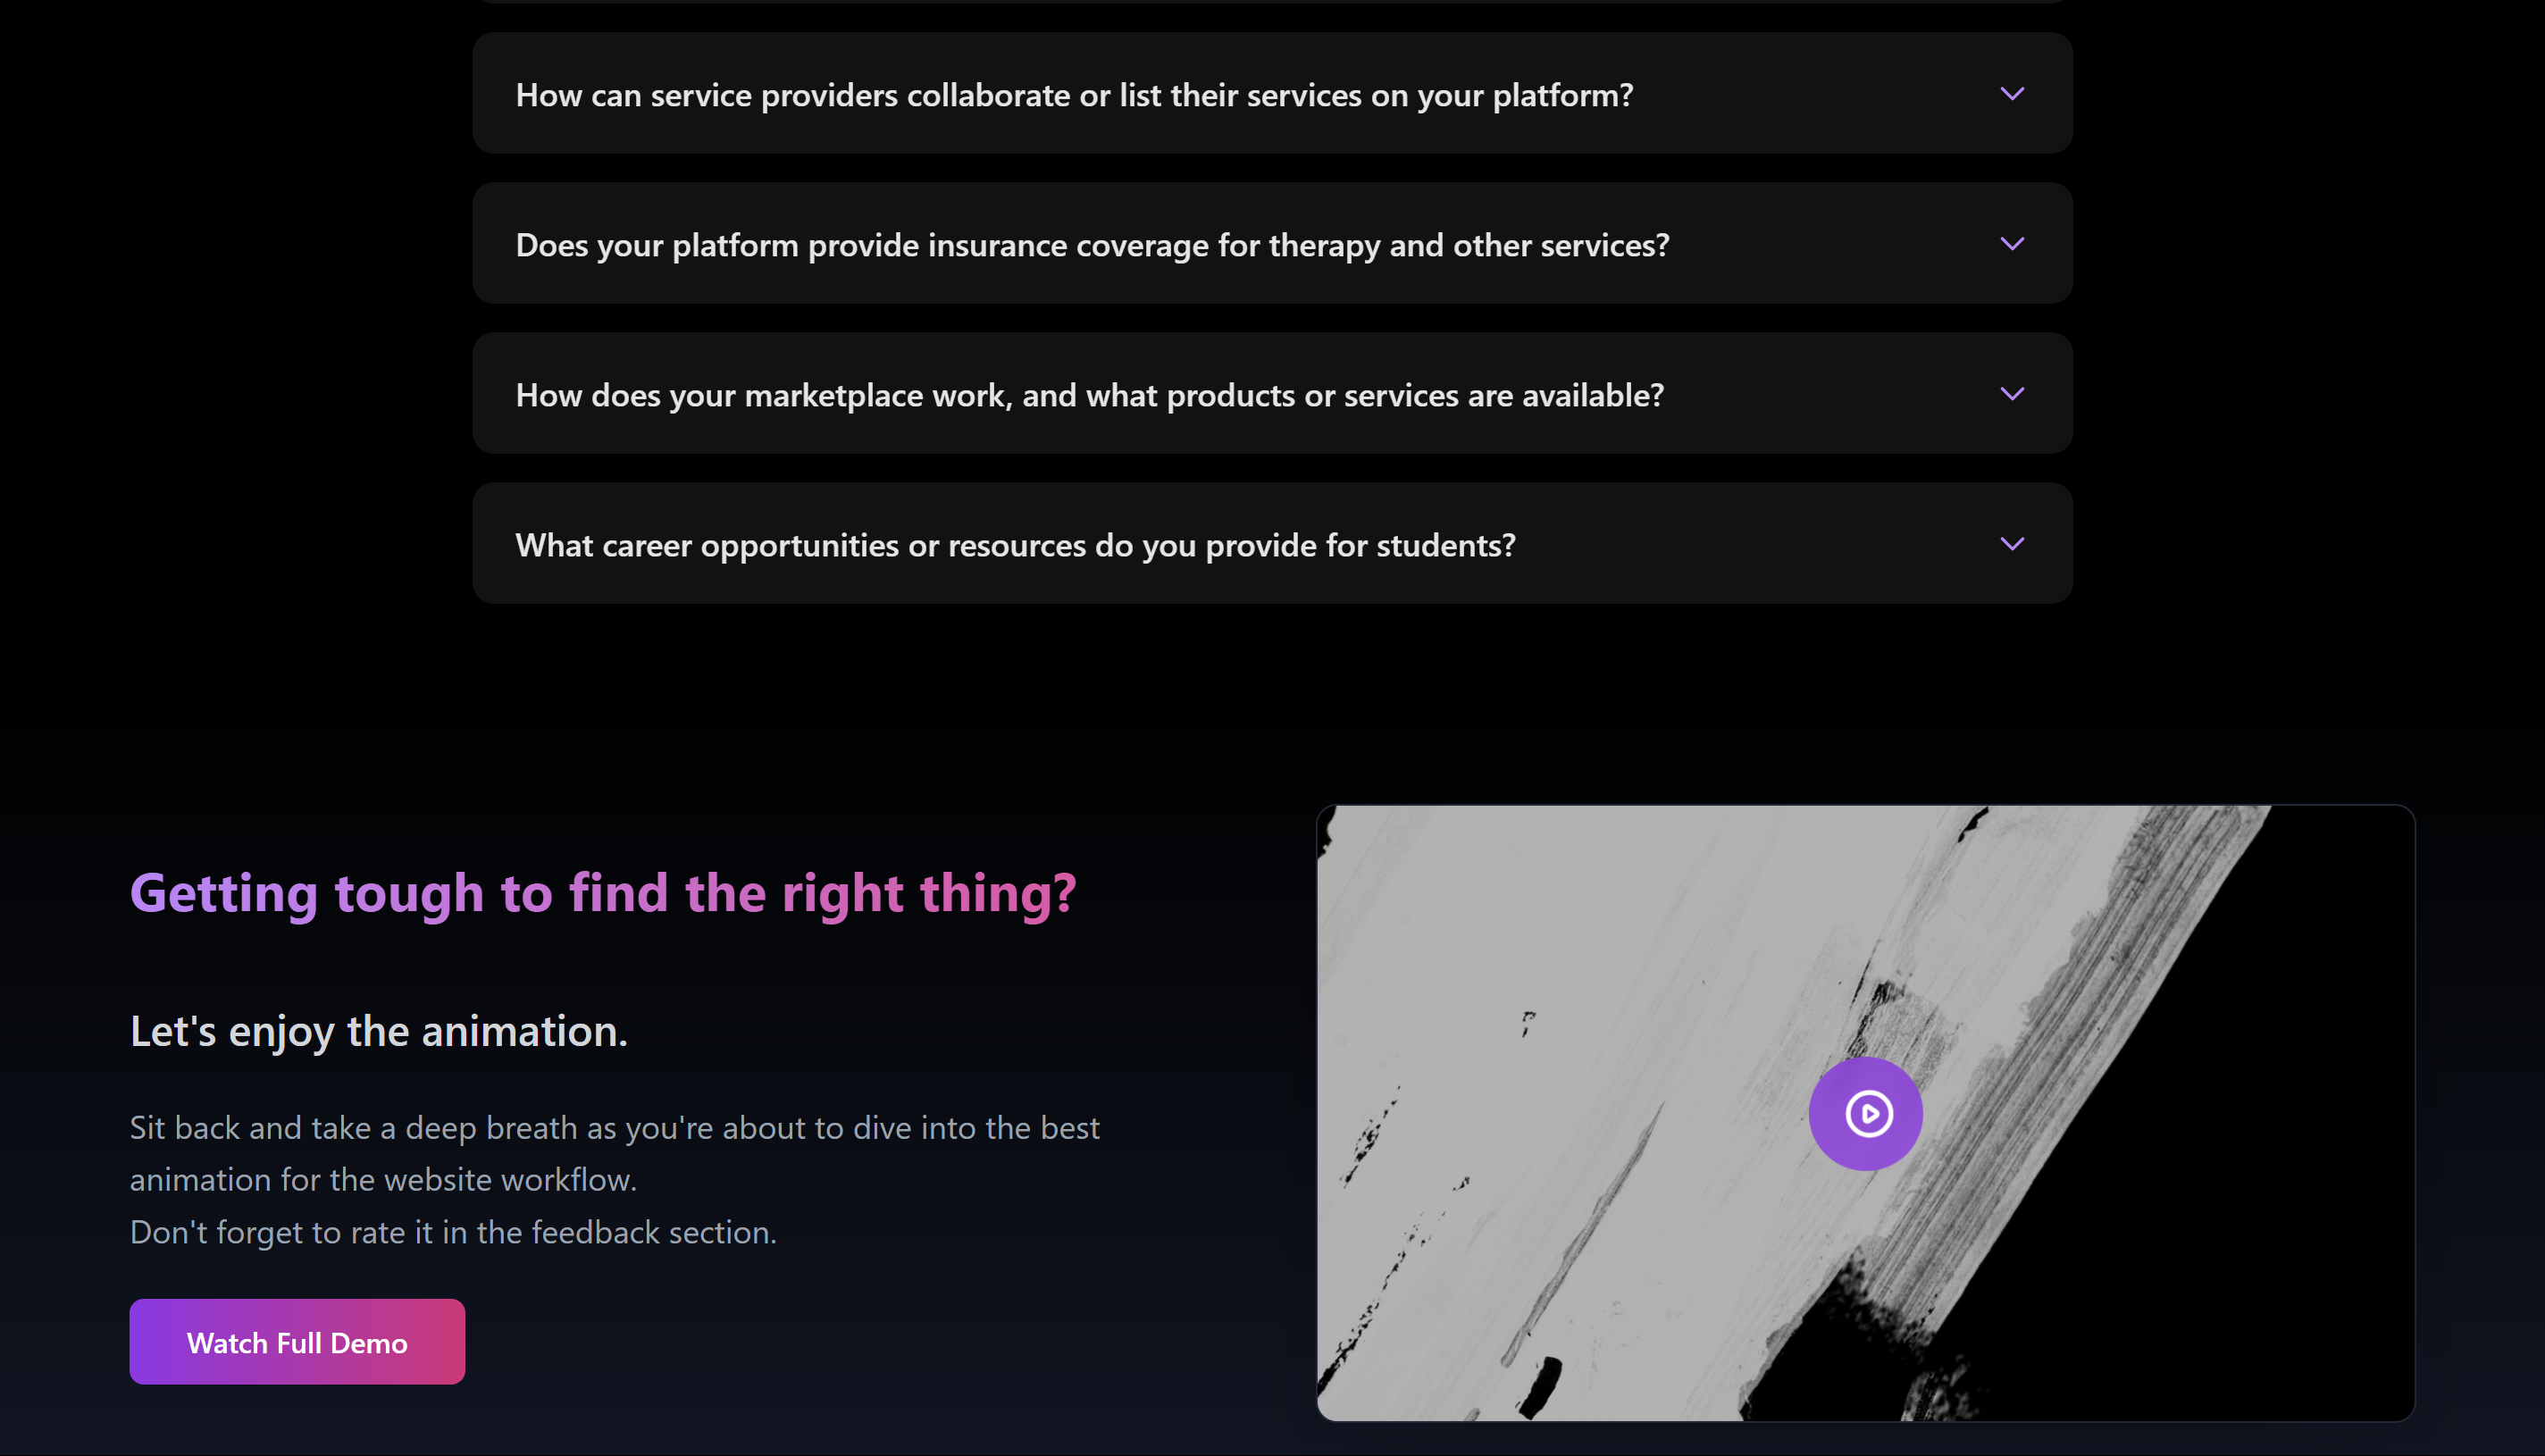 How can service providers collaborate or list their services on your platform?
Does your platform provide insurance coverage for therapy and other services?
How does your marketplace work, and what products or services are available?
What career opportunities or resources do you provide for students?
Getting tough to find the right thing?
Let's enjoy the animation.
Sit back and take a deep breath as you're about to dive into the best
animation for the website workflow.
Don't forget to rate it in the feedback section.
Watch Full Demo